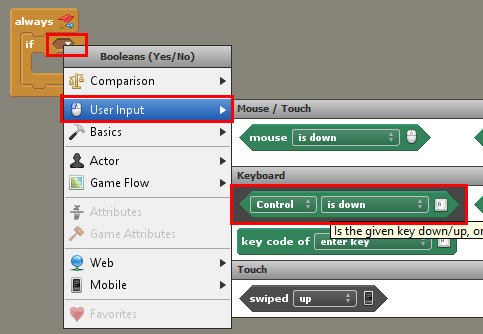 always
if
Booleans (Yes/No)
Comparison
User Input
Basics
Actor
Game Flow
Attributes
Game Attributes
Web
Mobile
Favorites
Mouse / Touch
mouse is down
Keyboard
Control is down
Is the given key down/up, or
key code of enter key
Touch
swiped up